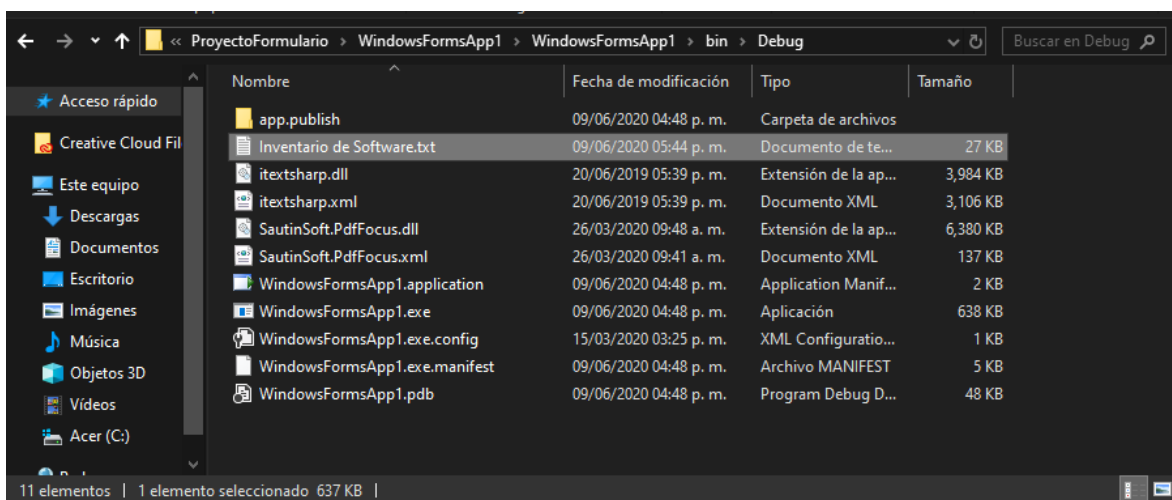 « ProyectoFormulario › WindowsFormsApp1 › WindowsFormsApp1 › bin › Debug
Buscar en Debug
Nombre Fecha de modificación Tipo Tamaño
Acceso rápido
Creative Cloud Fil
Este equipo
Descargas
Documentos
Escritorio
Imágenes
Música
Objetos 3D
Vídeos
Acer (C:)
app.publish 09/06/2020 04:48 p. m. Carpeta de archivos
Inventario de Software.txt 09/06/2020 05:44 p. m. Documento de te... 27 KB
itextsharp.dll 20/06/2019 05:39 p. m. Extensión de la ap... 3,984 KB
itextsharp.xml 20/06/2019 05:39 p. m. Documento XML 3,106 KB
SautinSoft.PdfFocus.dll 26/03/2020 09:48 a. m. Extensión de la ap... 6,380 KB
SautinSoft.PdfFocus.xml 26/03/2020 09:41 a. m. Documento XML 137 KB
WindowsFormsApp1.application 09/06/2020 04:48 p. m. Application Manif... 2 KB
WindowsFormsApp1.exe 09/06/2020 04:48 p. m. Aplicación 638 KB
WindowsFormsApp1.exe.config 15/03/2020 03:25 p. m. XML Configuratio... 1 KB
WindowsFormsApp1.exe.manifest 09/06/2020 04:48 p. m. Archivo MANIFEST 5 KB
WindowsFormsApp1.pdb 09/06/2020 04:48 p. m. Program Debug D... 48 KB
11 elementos | 1 elemento seleccionado 637 KB |